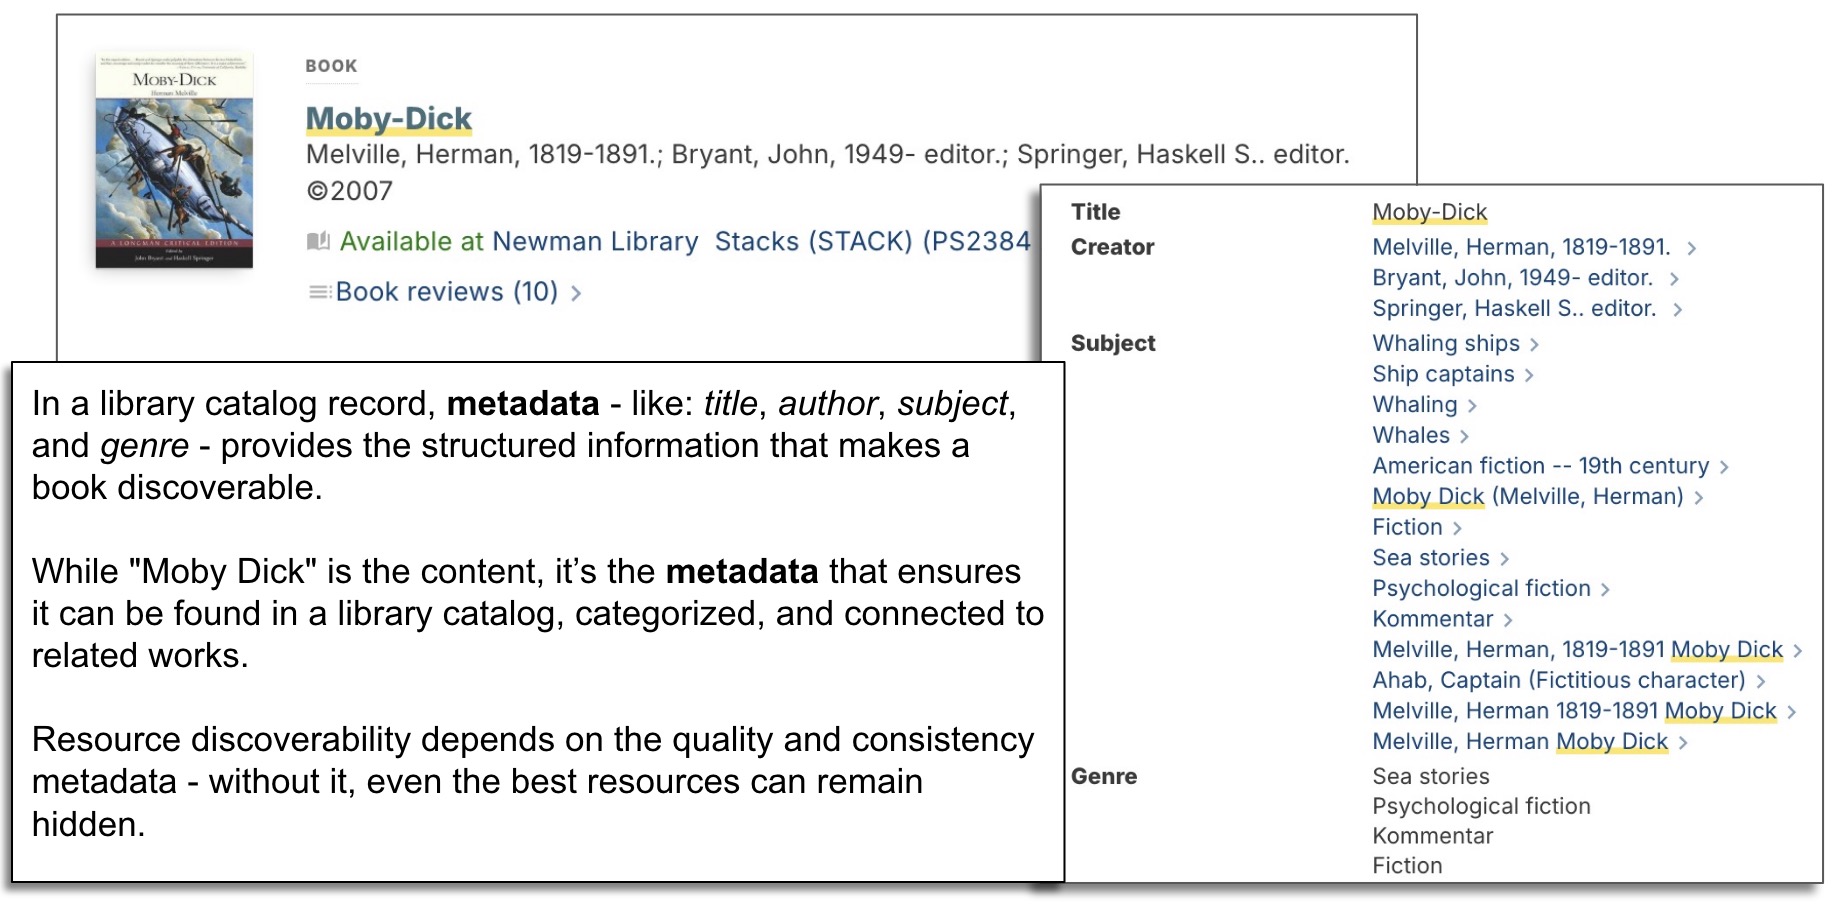 MOBY-DICK
Herman Melville
A LONGMAN CRITICAL EDITION
Edited by
John Bryant and Haskell Springer
BOOK
Moby-Dick
Melville, Herman, 1819-1891.; Bryant, John, 1949- editor.; Springer, Haskell S.. editor.
©2007
Available at Newman Library Stacks (STACK) (PS2384
Book reviews (10) >
In a library catalog record, metadata - like: title, author, subject,
and genre - provides the structured information that makes a
book discoverable.
While "Moby Dick" is the content, it’s the metadata that ensures
it can be found in a library catalog, categorized, and connected to
related works.
Resource discoverability depends on the quality and consistency
metadata - without it, even the best resources can remain
hidden.
Title Moby-Dick
Creator Melville, Herman, 1819-1891. >
Bryant, John, 1949- editor. >
Springer, Haskell S.. editor. >
Subject Whaling ships >
Ship captains >
Whaling >
Whales >
American fiction -- 19th century >
Moby Dick (Melville, Herman) >
Fiction >
Sea stories >
Psychological fiction >
Kommentar >
Melville, Herman, 1819-1891 Moby Dick >
Ahab, Captain (Fictitious character) >
Melville, Herman 1819-1891 Moby Dick >
Melville, Herman Moby Dick >
Genre Sea stories
Psychological fiction
Kommentar
Fiction